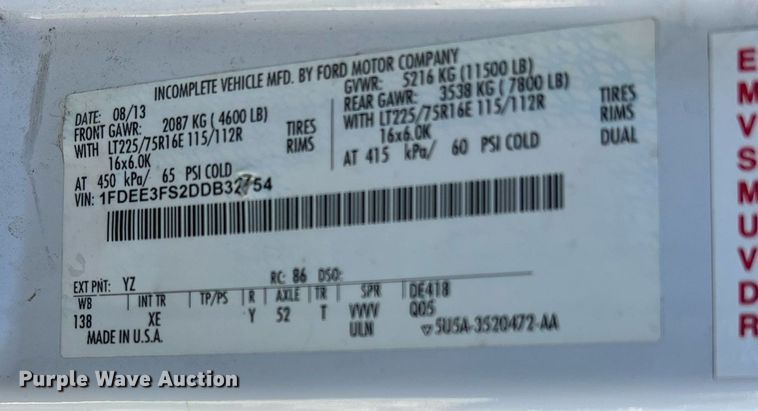 INCOMPLETE VEHICLE MFD. BY FORD MOTOR COMPANY
DATE: 08/13
GVWR: 5216 KG (11500 LB)
FRONT GAWR: 2087 KG (4600 LB)
REAR GAWR: 3538 KG (7800 LB)
WITH LT225/75R16E 115/112R TIRES
WITH LT225/75R16E 115/112R TIRES
16x6.0K RIMS
16x6.0K RIMS
AT 450 kPa/ 65 PSI COLD
AT 415 kPa/ 60 PSI COLD DUAL
VIN: 1FDEE3FS2DDB32754
EXT PNT: YZ RC: 86 DSO:
WB INT TR TP/PS R AXLE TR SPR DE418
138 XE Y 52 T VVVV Q05
MADE IN U.S.A. ULN ▽5U5A-3520472-AA
E
M
V
S
M
U
V
D
R
Purple Wave Auction